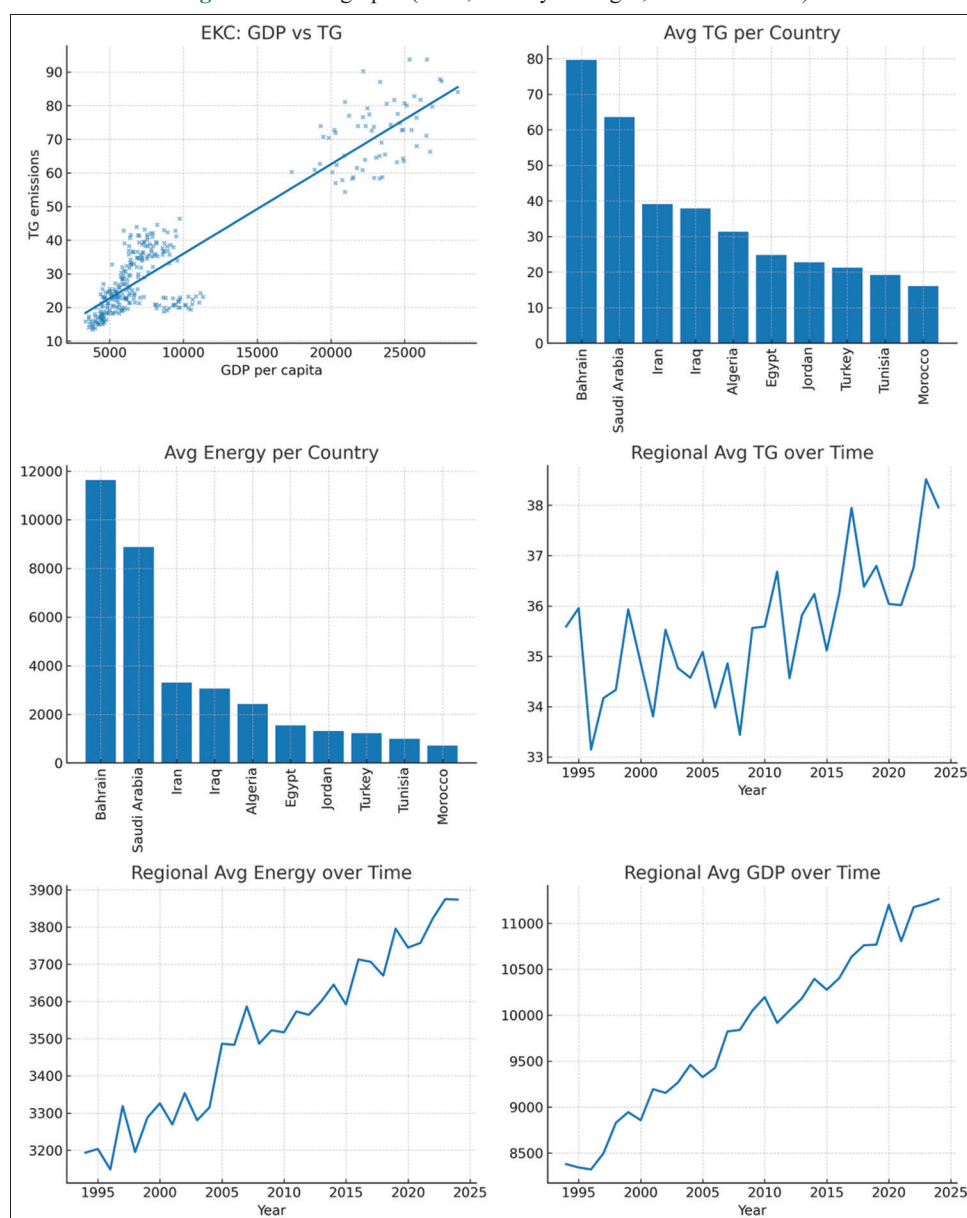 EKC: GDP vs TG
TG emissions
90
80
70
60
50
40
30
20
10
5000 10000 15000 20000 25000
GDP per capita
Avg TG per Country
80
70
60
50
40
30
20
10
0
Bahrain
Saudi Arabia
Iran
Iraq
Algeria
Egypt
Jordan
Turkey
Tunisia
Morocco
Avg Energy per Country
12000
10000
8000
6000
4000
2000
0
Bahrain
Saudi Arabia
Iran
Iraq
Algeria
Egypt
Jordan
Turkey
Tunisia
Morocco
Regional Avg TG over Time
38
37
36
35
34
33
1995 2000 2005 2010 2015 2020 2025
Year
Regional Avg Energy over Time
3900
3800
3700
3600
3500
3400
3300
3200
1995 2000 2005 2010 2015 2020 2025
Year
Regional Avg GDP over Time
11000
10500
10000
9500
9000
8500
1995 2000 2005 2010 2015 2020 2025
Year